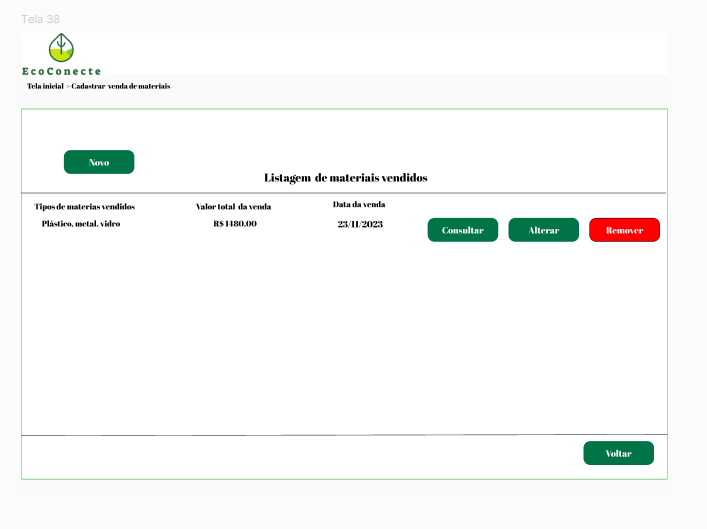 Tela 38
EcoConecte
Tela inicial > Cadastrar venda de materiais
Novo
Listagem de materiais vendidos
Tipos de materias vendidos Valor total da venda Data da venda
Plástico, metal, vidro R$ 1480,00 23/11/2023 Consultar Alterar Remover
Voltar